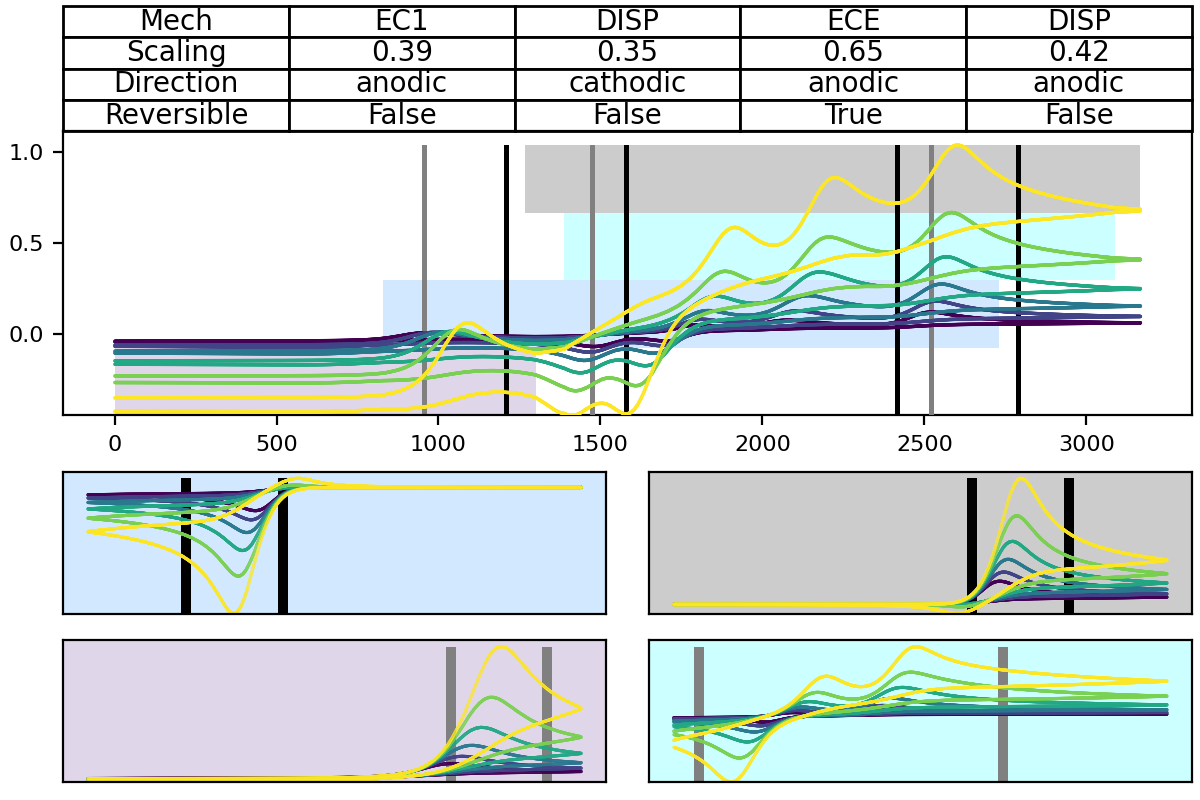 Mech EC1 DISP ECE DISP
Scaling 0.39 0.35 0.65 0.42
Direction anodic cathodic anodic anodic
Reversible False False True False
1.0
0.5
0.0
0 500 1000 1500 2000 2500 3000